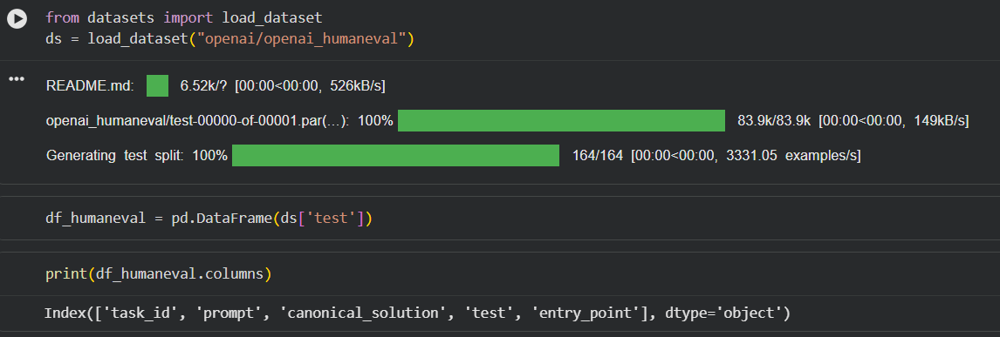 from datasets import load_dataset
ds = load_dataset("openai/openai_humaneval")
README.md: 6.52k/? [00:00<00:00, 526kB/s]
openai_humaneval/test-00000-of-00001.par(…): 100% 83.9k/83.9k [00:00<00:00, 149kB/s]
Generating test split: 100% 164/164 [00:00<00:00, 3331.05 examples/s]
df_humaneval = pd.DataFrame(ds['test'])
print(df_humaneval.columns)
Index(['task_id', 'prompt', 'canonical_solution', 'test', 'entry_point'], dtype='object')